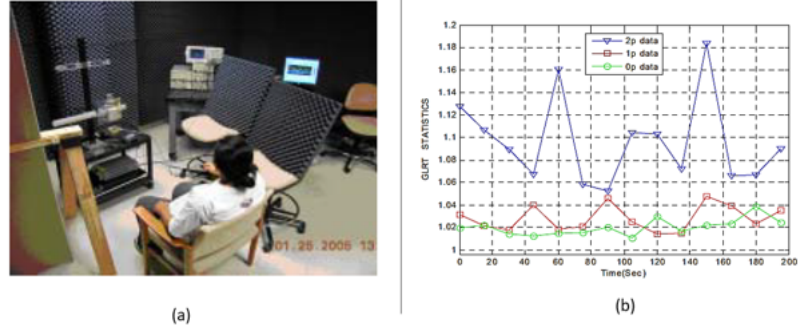 01.25.2005 13
(a)
1.2
1.18
1.16
1.14
1.12
1.1
1.08
1.06
1.04
1.02
1
GLRT STATISTICS
2p data
1p data
0p data
0 20 40 60 80 100 120 140 160 180 200
Time(Sec)
(b)